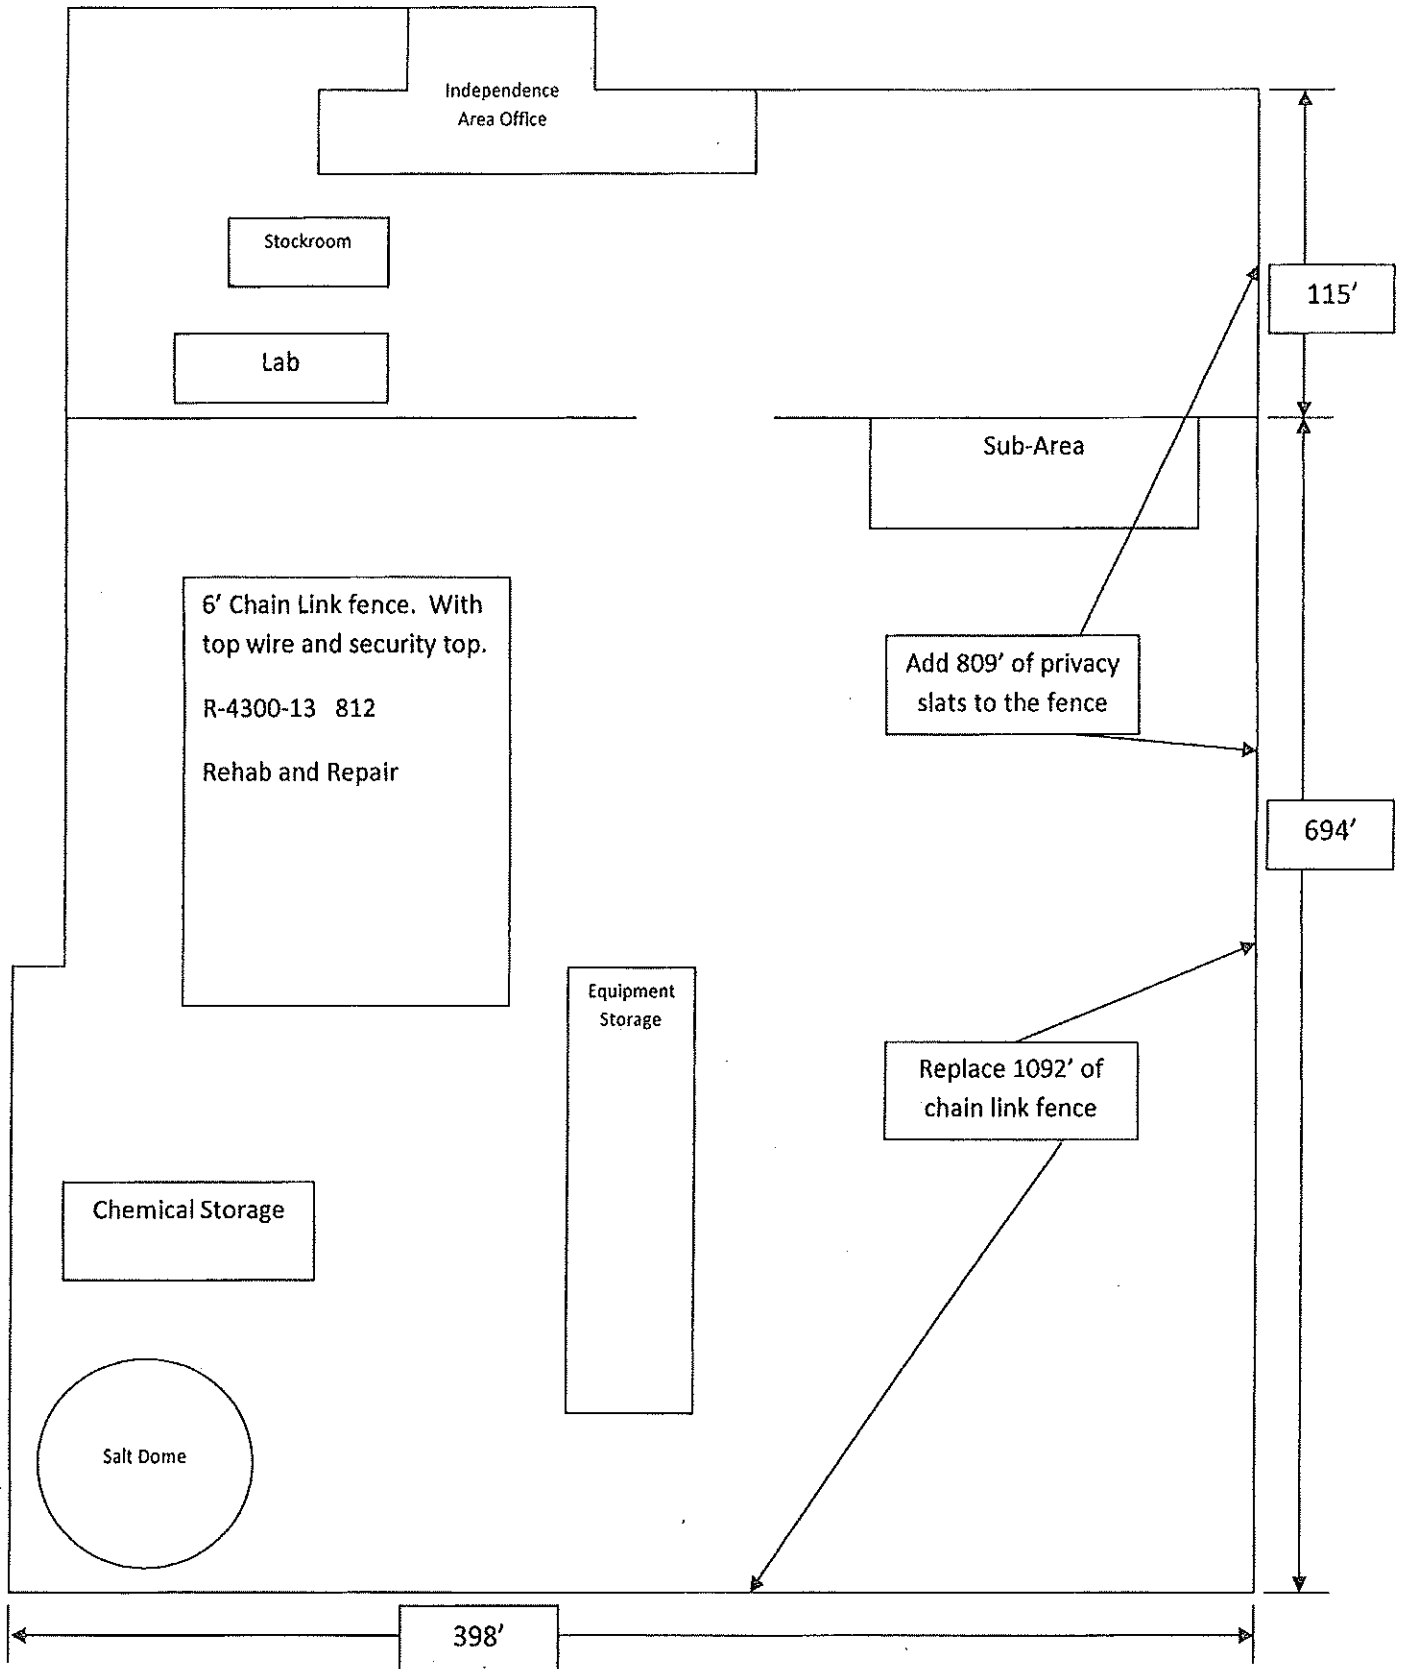 Independence
Area Office
Stockroom
115′
Lab
Sub-Area
6′ Chain Link fence.  With
top wire and security top.
R-4300-13   812
Rehab and Repair
Add 809′ of privacy
slats to the fence
694′
Equipment
Storage
Replace 1092′ of
chain link fence
Chemical Storage
Salt Dome
398′